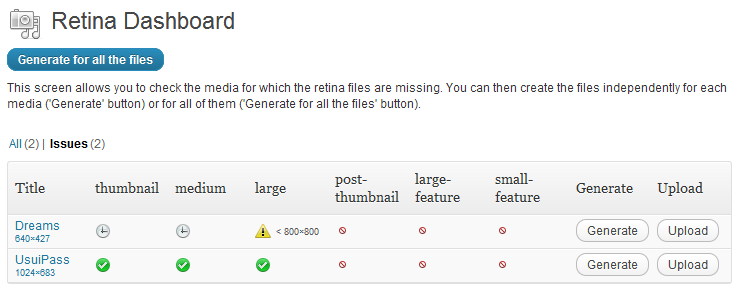 Retina Dashboard
Generate for all the files
This screen allows you to check the media for which the retina files are missing. You can then create the files independently for each
media ('Generate' button) or for all of them ('Generate for all the files' button).
All (2) | Issues (2)
Title thumbnail medium large post-thumbnail large-feature small-feature Generate Upload
Dreams < 800×800 Generate Upload
640×427
UsuiPass Generate Upload
1024×683